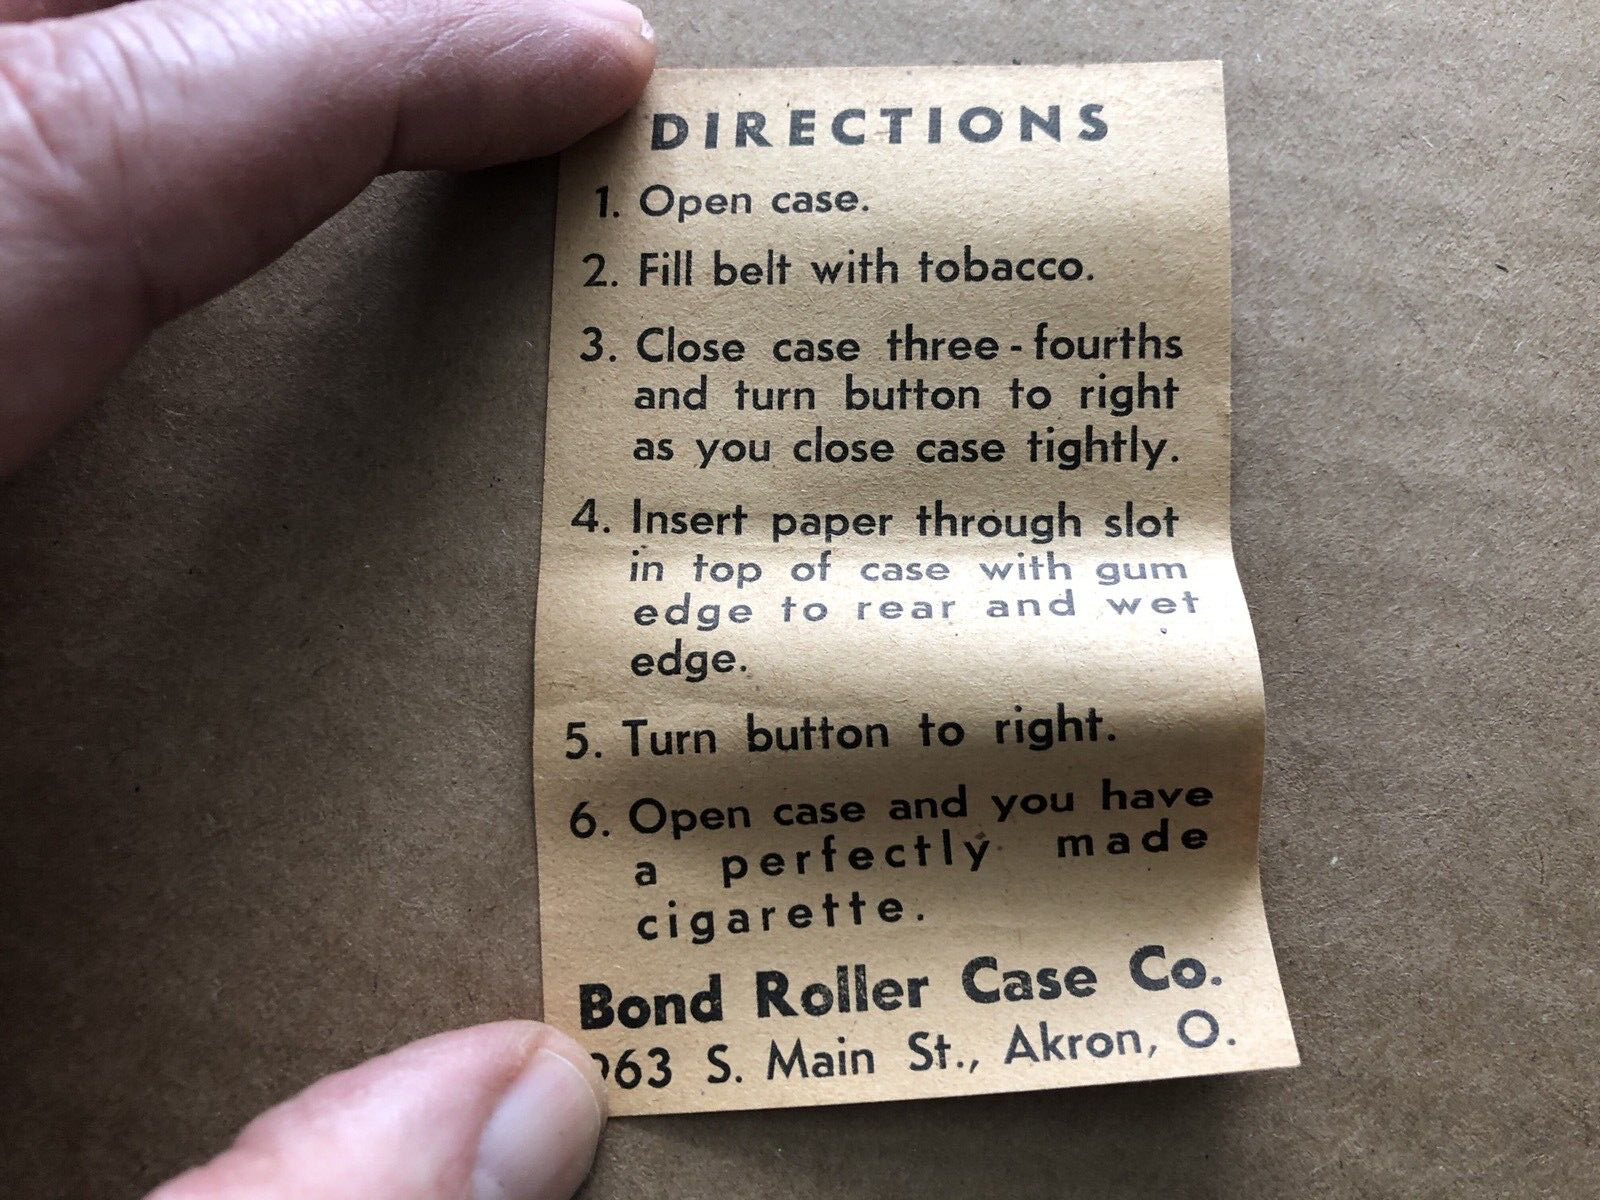 DIRECTIONS
1. Open case.
2. Fill belt with tobacco.
3. Close case three-fourths
and turn button to right
as you close case tightly.
4. Insert paper through slot
in top of case with gum
edge to rear and wet
edge.
5. Turn button to right.
6. Open case and you have
a perfectly made
cigarette.
Bond Roller Case Co.
S. Main St., Akron, O.